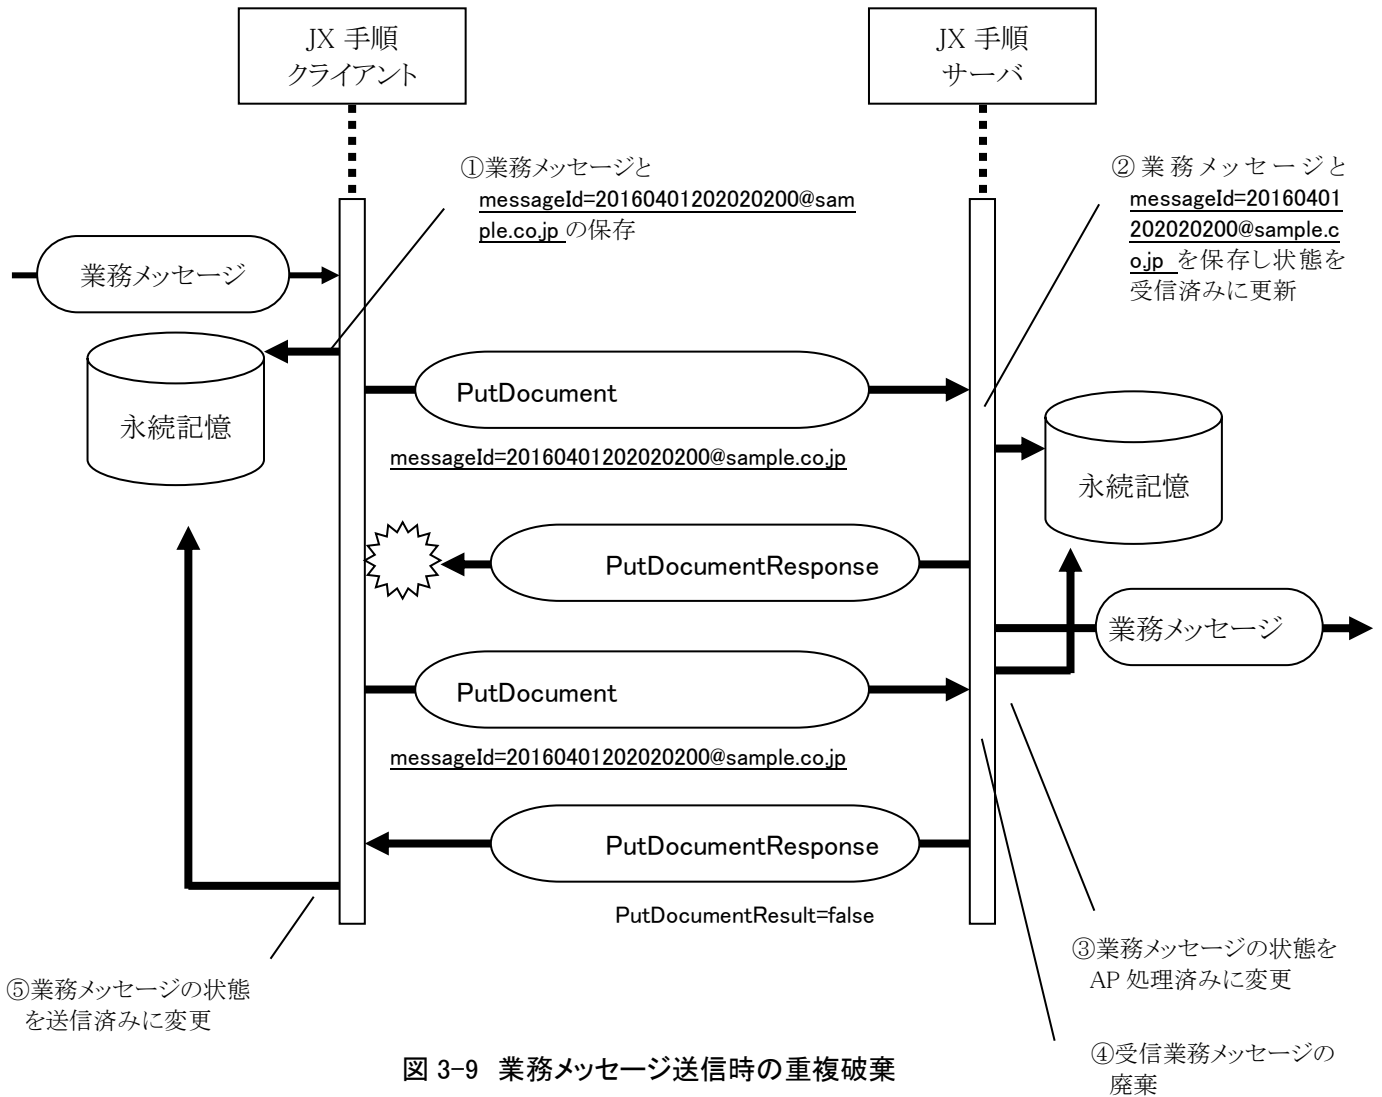 JX 手順
クライアント
JX 手順
サーバ
①業務メッセージと
messageId=20160401202020200@sam
ple.co.jp の保存
②業務メッセージと
messageId=20160401
202020200@sample.c
o.jp を保存し状態を
受信済みに更新
業務メッセージ
永続記憶
PutDocument
messageId=20160401202020200@sample.co.jp
永続記憶
PutDocumentResponse
業務メッセージ
PutDocument
messageId=20160401202020200@sample.co.jp
PutDocumentResponse
PutDocumentResult=false
③業務メッセージの状態を
AP 処理済みに変更
⑤業務メッセージの状態
を送信済みに変更
④受信業務メッセージの
廃棄
図 3-9 業務メッセージ送信時の重複破棄